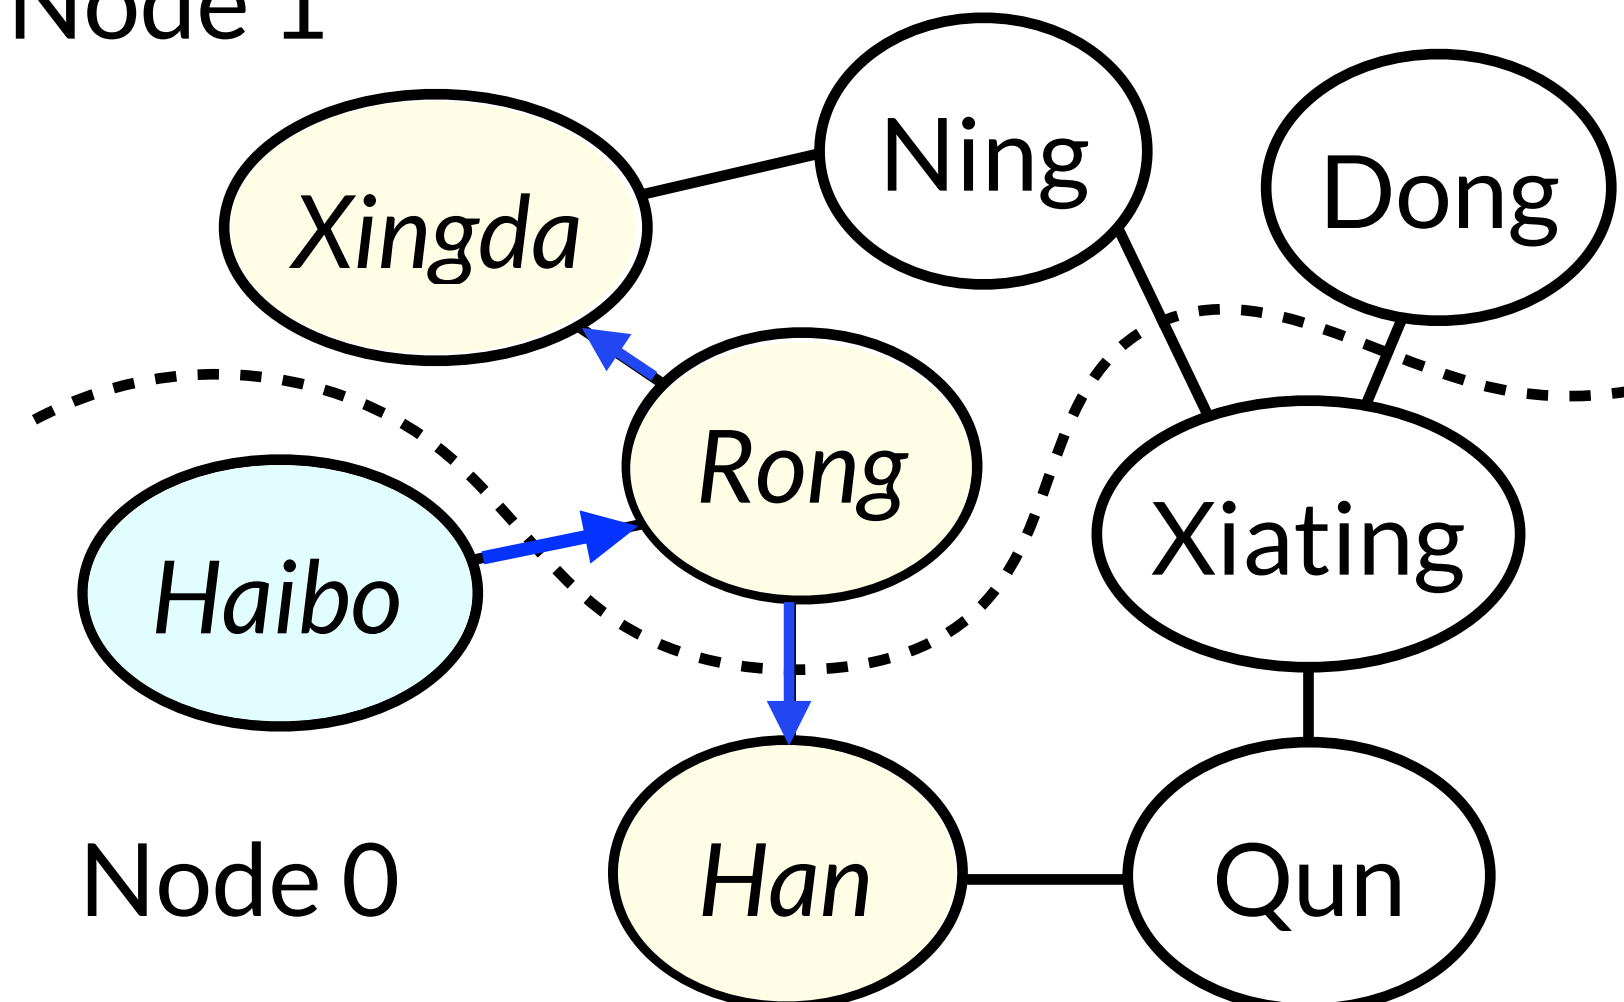 Node 1
Ning
Dong
Xingda
Rong
Xiating
Haibo
Node 0
Han
Qun